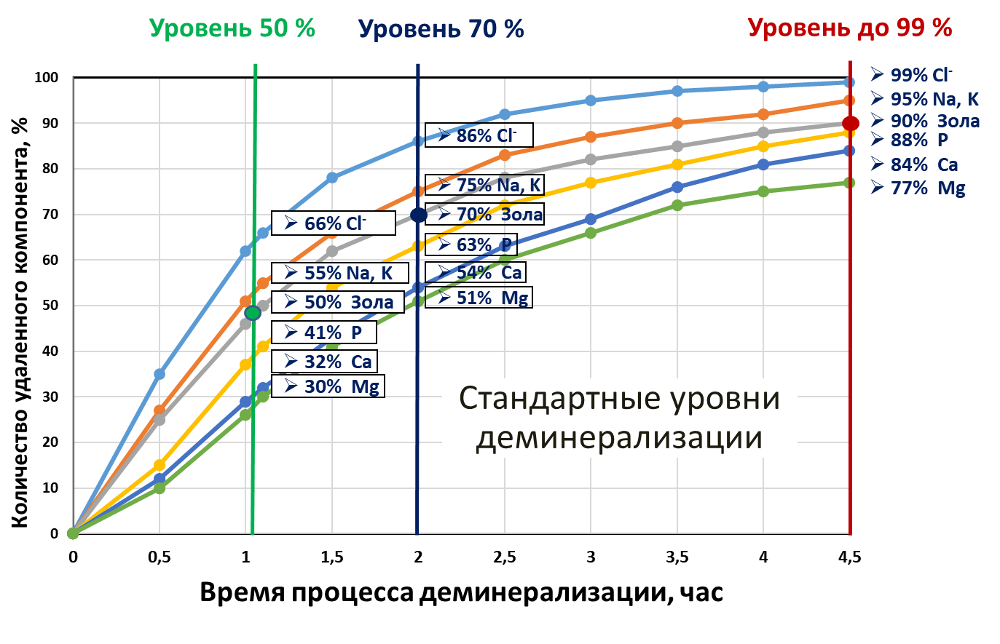 Уровень 50 %
Уровень 70 %
Уровень до 99 %
Количество удаленного компонента, %
100
90
80
70
60
50
40
30
20
10
0
➢ 66% Cl⁻
➢ 55% Na, K
➢ 50% Зола
➢ 41% P
➢ 32% Ca
➢ 30% Mg
➢ 86% Cl⁻
➢ 75% Na, K
➢ 70% Зола
➢ 63% P
➢ 54% Ca
➢ 51% Mg
➢ 99% Cl⁻
➢ 95% Na, K
➢ 90% Зола
➢ 88% P
➢ 84% Ca
➢ 77% Mg
Стандартные уровни
деминерализации
0 0,5 1 1,5 2 2,5 3 3,5 4 4,5
Время процесса деминерализации, час